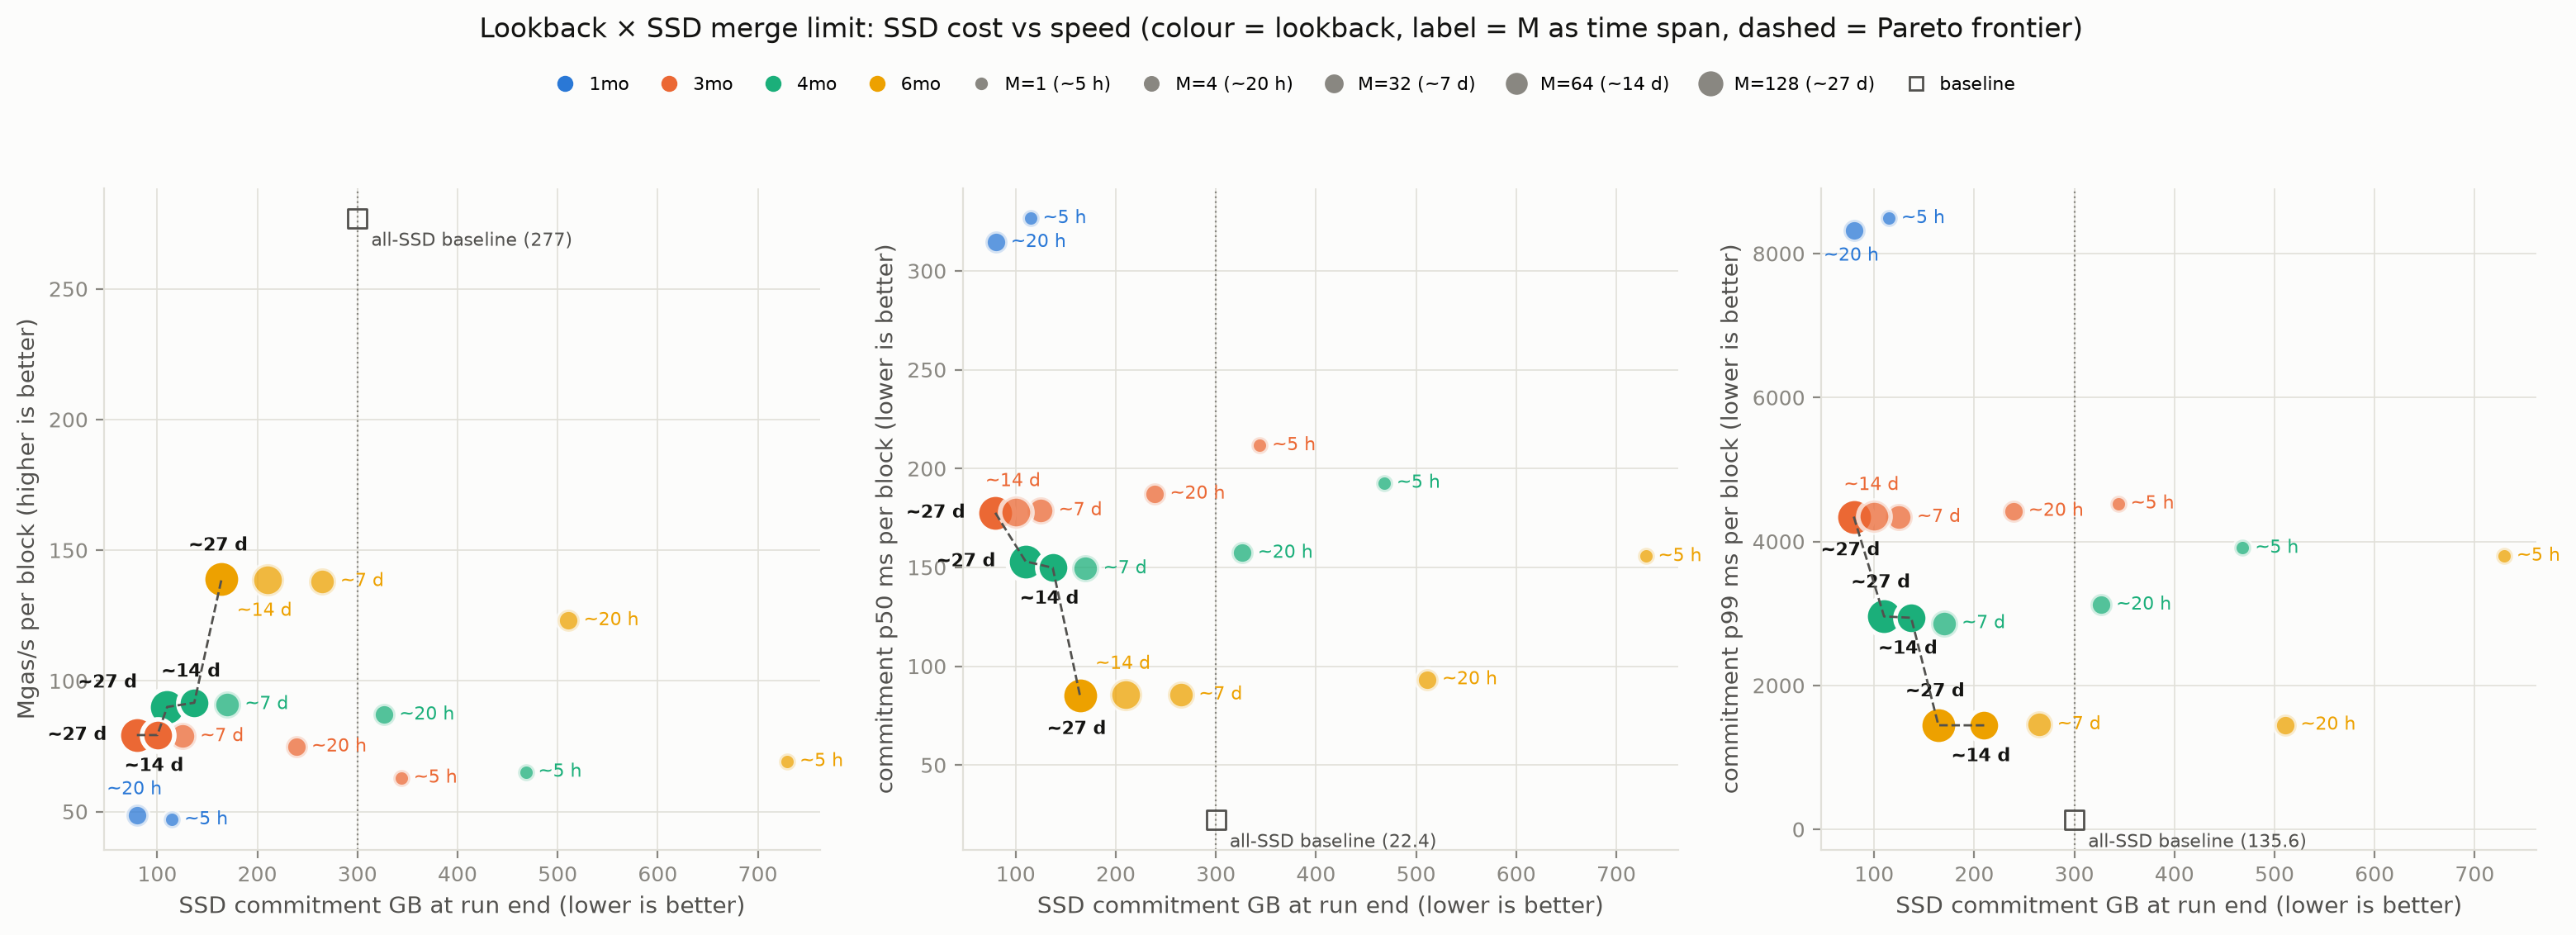 Lookback × SSD merge limit: SSD cost vs speed (colour = lookback, label = M as time span, dashed = Pareto frontier)
1mo 3mo 4mo 6mo M=1 (~5 h) M=4 (~20 h) M=32 (~7 d) M=64 (~14 d) M=128 (~27 d) baseline
Mgas/s per block (higher is better)
250
200
150
100
50
all-SSD baseline (277)
~27 d
~7 d
~14 d
~20 h
~14 d
~27 d
~7 d
~20 h
~27 d
~7 d
~20 h
~14 d
~5 h
~5 h
~5 h
~20 h
~5 h
100 200 300 400 500 600 700
SSD commitment GB at run end (lower is better)
commitment p50 ms per block (lower is better)
300
250
200
150
100
50
~5 h
~20 h
~5 h
~14 d
~20 h
~5 h
~27 d
~7 d
~27 d
~20 h
~5 h
~7 d
~14 d
~14 d
~7 d
~20 h
~27 d
all-SSD baseline (22.4)
100 200 300 400 500 600 700
SSD commitment GB at run end (lower is better)
commitment p99 ms per block (lower is better)
8000
6000
4000
2000
0
~5 h
~20 h
~14 d
~7 d
~20 h
~5 h
~27 d
~5 h
~5 h
~27 d
~20 h
~7 d
~14 d
~27 d
~7 d
~20 h
~14 d
all-SSD baseline (135.6)
100 200 300 400 500 600 700
SSD commitment GB at run end (lower is better)